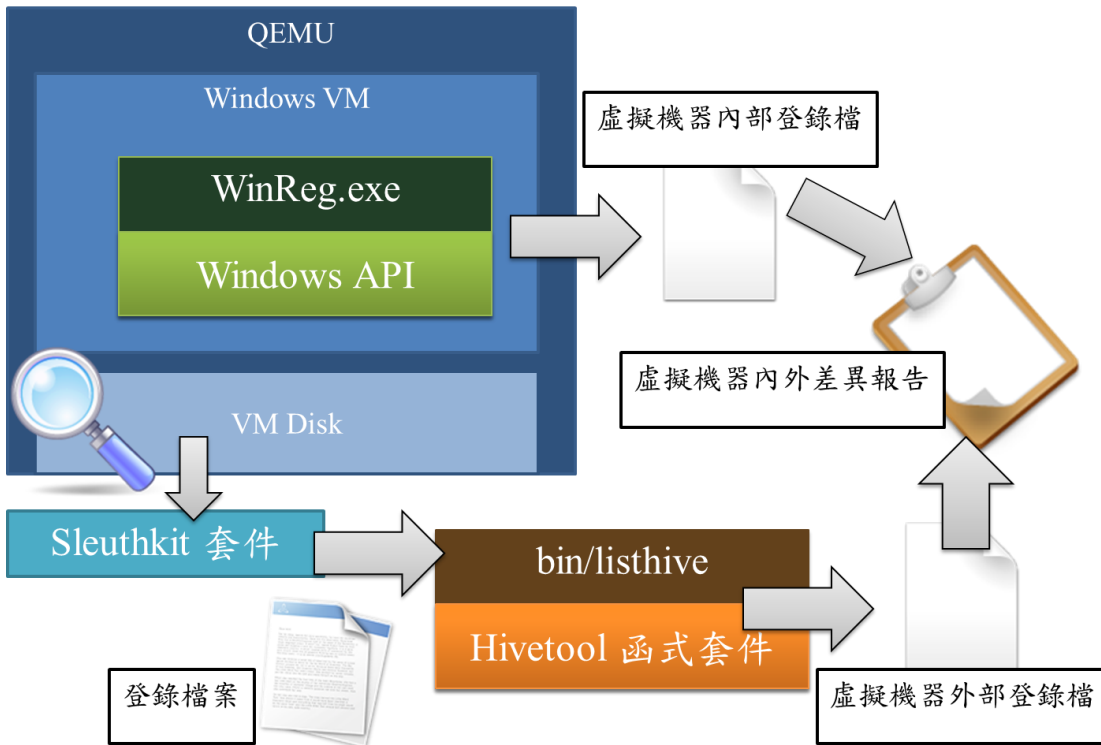 QEMU
Windows VM
虛擬機器內部登錄檔
WinReg.exe
Windows API
虛擬機器內外差異報告
VM Disk
Sleuthkit 套件
bin/listhive
Hivetool 函式套件
登錄檔案
虛擬機器外部登錄檔